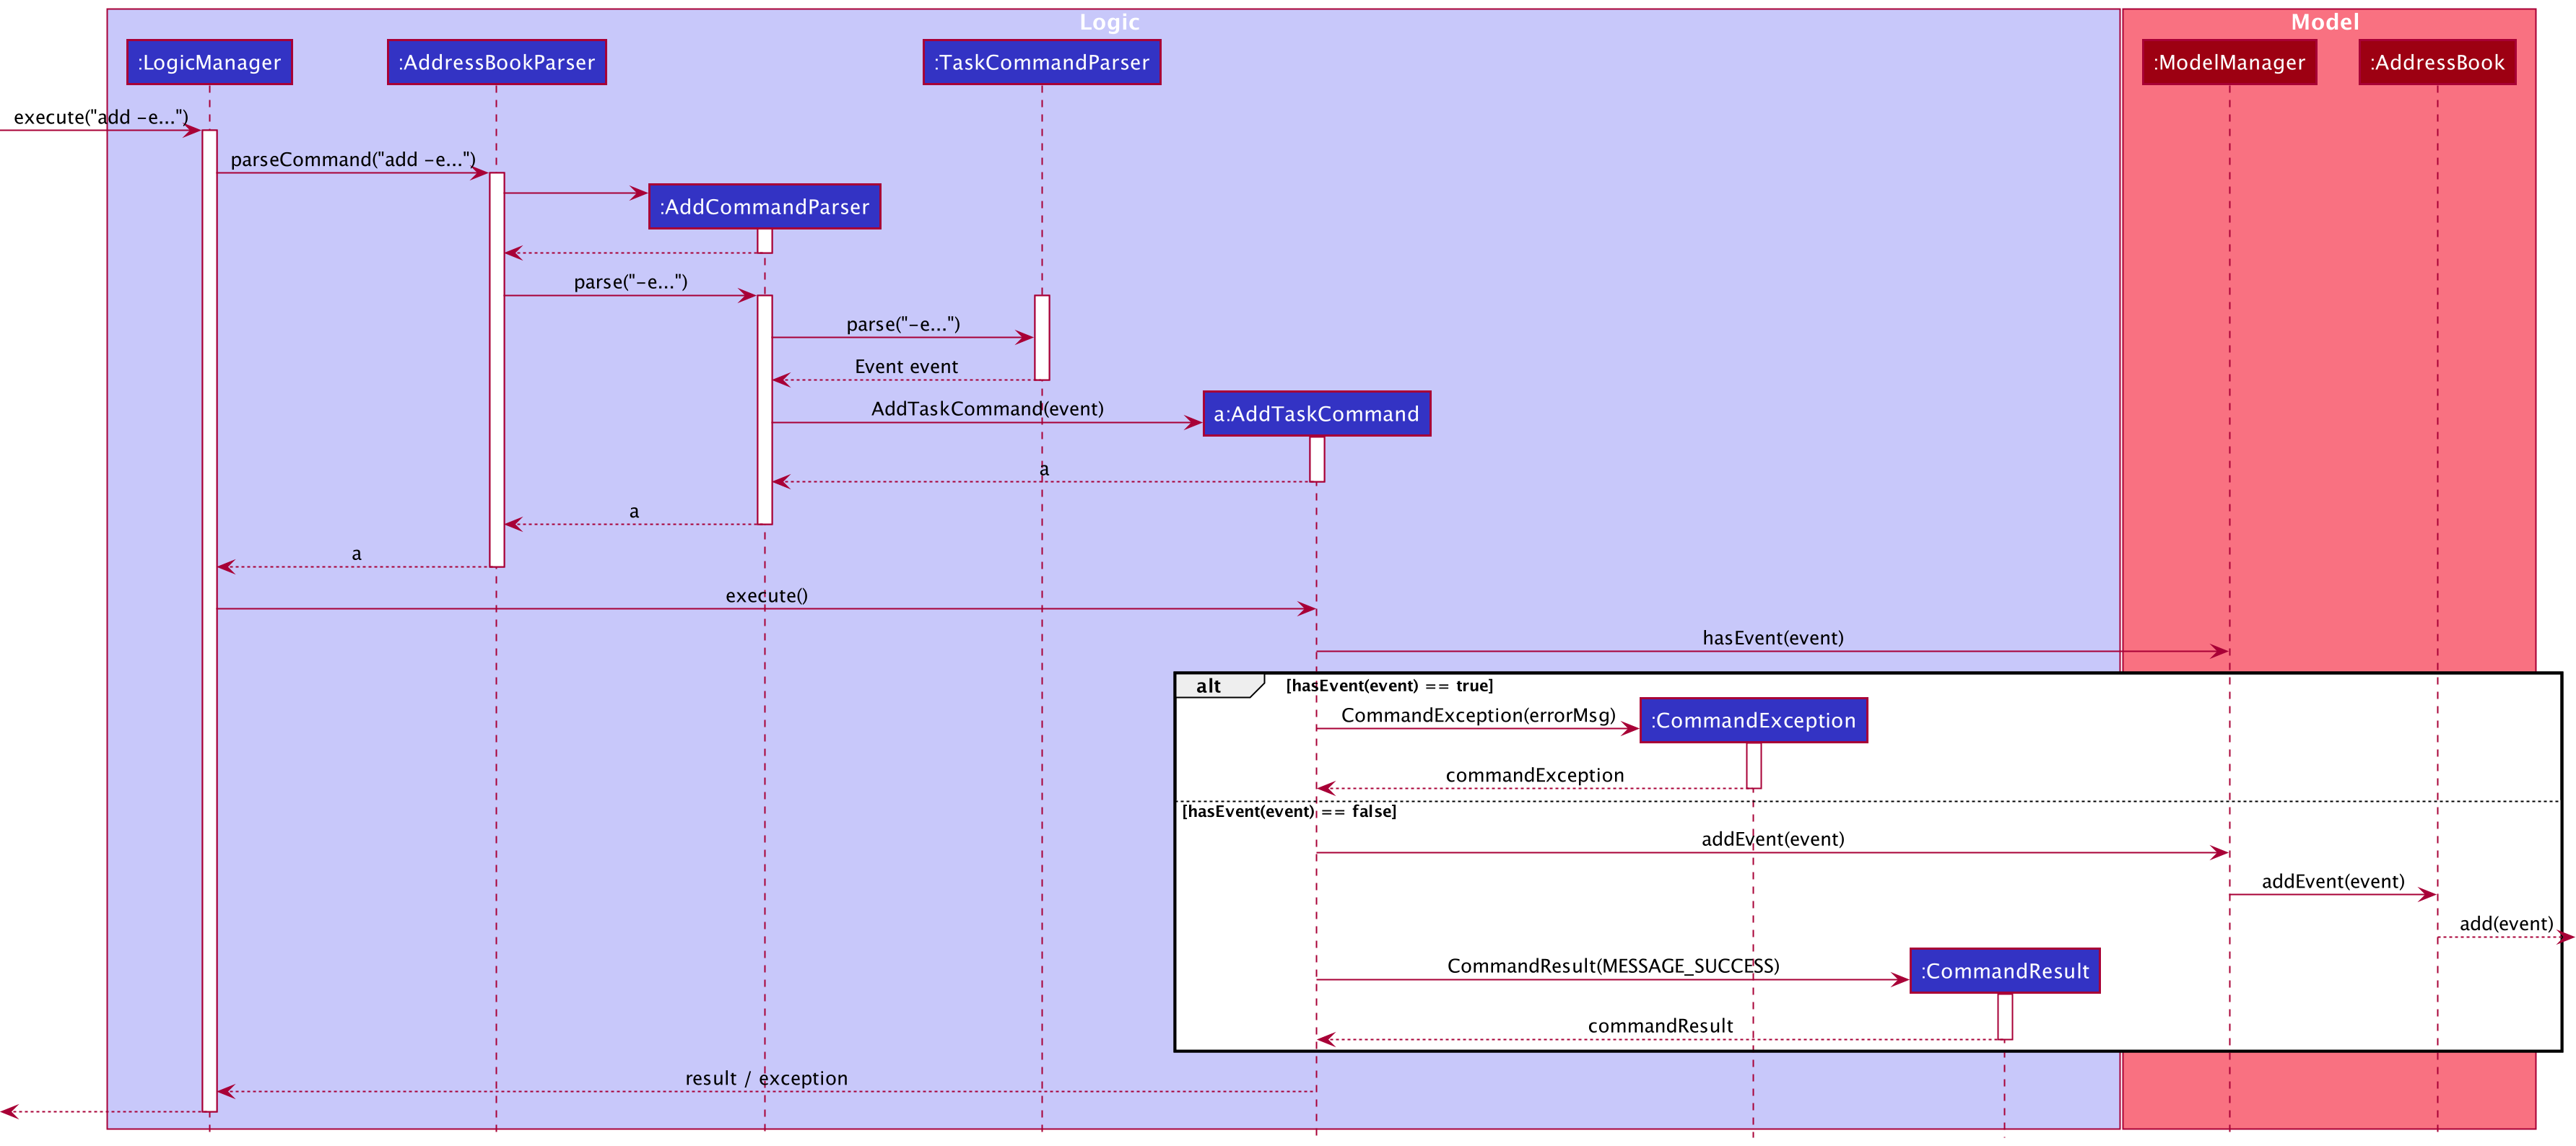 Logic
Model
:LogicManager
:AddressBookParser
:TaskCommandParser
:ModelManager
:AddressBook
execute("add -e...")
parseCommand("add -e...")
:AddCommandParser
parse("-e...")
parse("-e...")
Event event
AddTaskCommand(event)
a:AddTaskCommand
a
a
a
execute()
hasEvent(event)
alt
[hasEvent(event) == true]
CommandException(errorMsg)
:CommandException
commandException
[hasEvent(event) == false]
addEvent(event)
addEvent(event)
add(event)
CommandResult(MESSAGE_SUCCESS)
:CommandResult
commandResult
result / exception